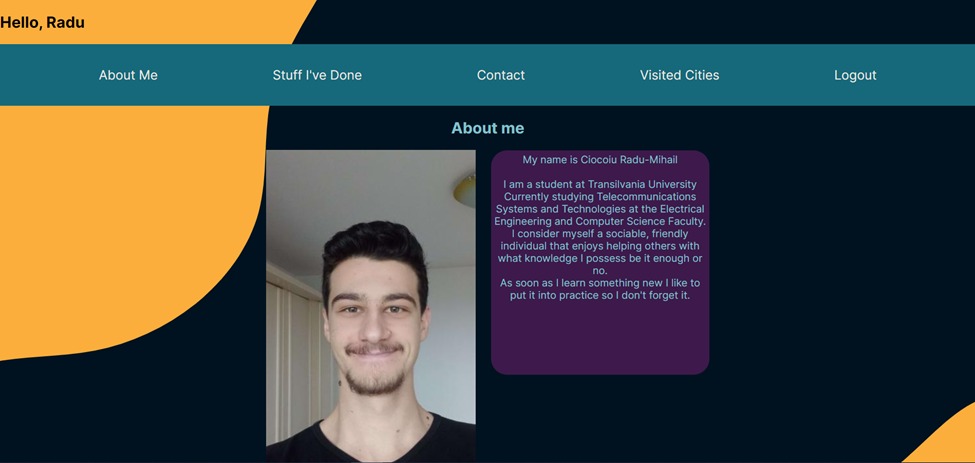 Hello, Radu
About Me
Stuff I've Done
Contact
Visited Cities
Logout
About me
My name is Ciocoiu Radu-Mihail
I am a student at Transilvania University
Currently studying Telecommunications
Systems and Technologies at the Electrical
Engineering and Computer Science Faculty.
I consider myself a sociable, friendly
individual that enjoys helping others with
what knowledge I possess be it enough or
no.
As soon as I learn something new I like to
put it into practice so I don't forget it.